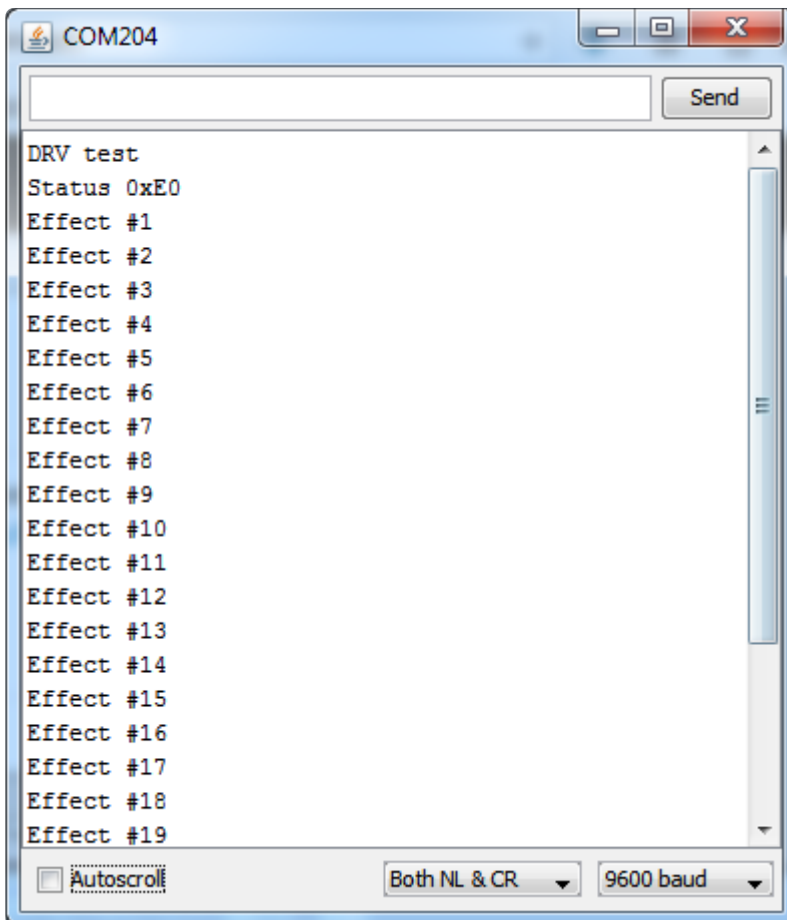 COM204
Send
DRV test
Status 0xE0
Effect #1
Effect #2
Effect #3
Effect #4
Effect #5
Effect #6
Effect #7
Effect #8
Effect #9
Effect #10
Effect #11
Effect #12
Effect #13
Effect #14
Effect #15
Effect #16
Effect #17
Effect #18
Effect #19
Autoscroll Both NL & CR 9600 baud